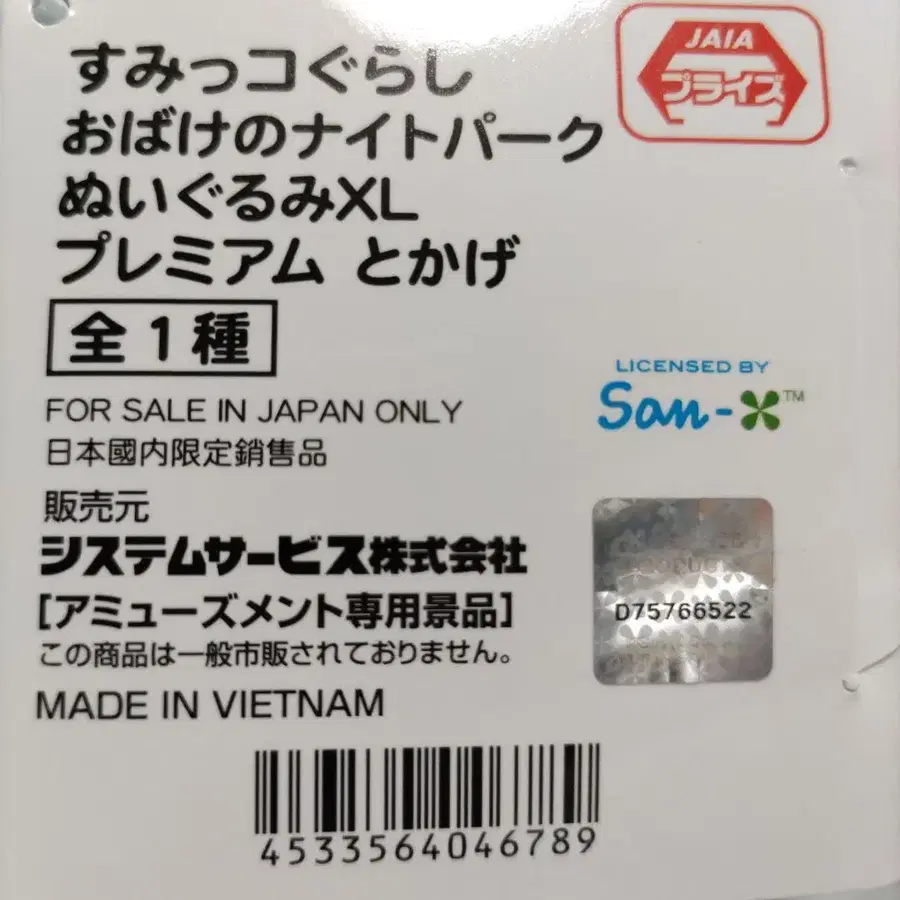 すみっコぐらし
おばけのナイトパーク
ぬいぐるみXL
プレミアム とかげ
JAIA
プライズ
全1種
FOR SALE IN JAPAN ONLY
日本國内限定銷售品
LICENSED BY
San-X™
販売元
システムサービス株式会社
[アミューズメント専用景品]
この商品は一般市販されておりません。
D75766522
MADE IN VIETNAM
4533564046789